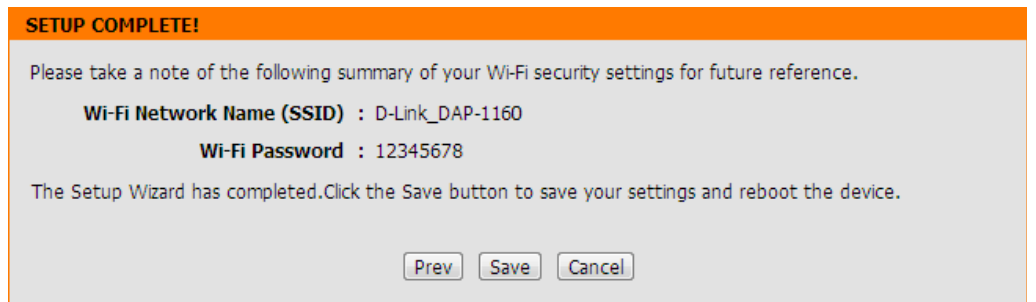 SETUP COMPLETE!
Please take a note of the following summary of your Wi-Fi security settings for future reference.
Wi-Fi Network Name (SSID) : D-Link_DAP-1160
Wi-Fi Password : 12345678
The Setup Wizard has completed.Click the Save button to save your settings and reboot the device.
Prev Save Cancel